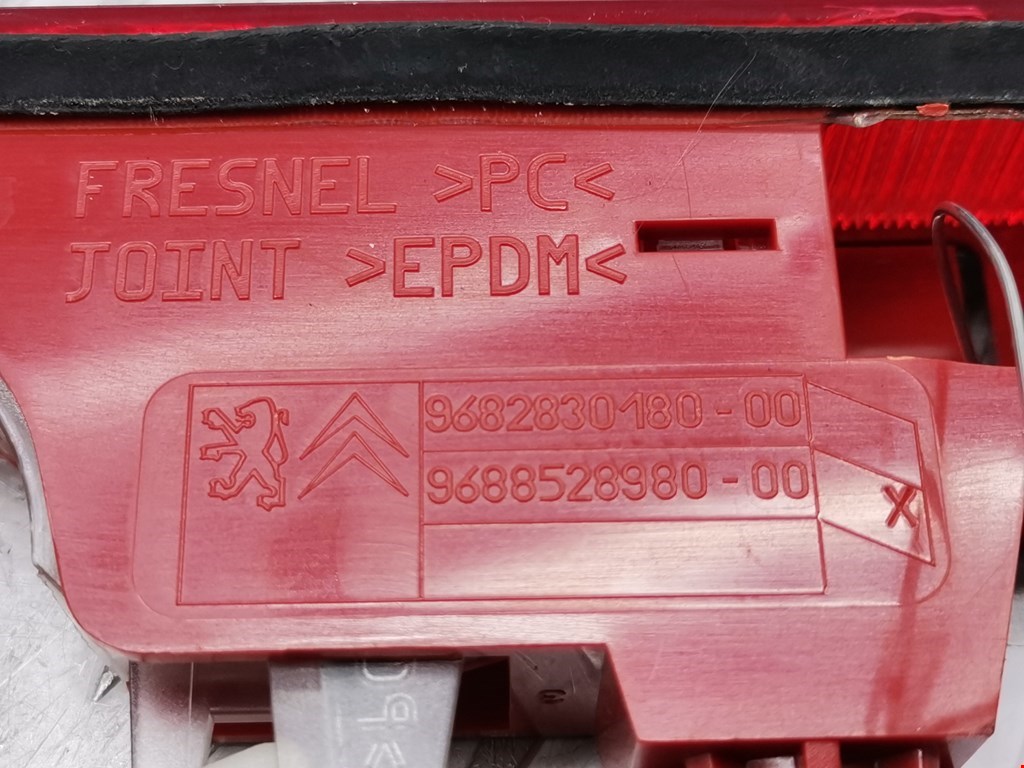 FRESNEL >PC<
JOINT >EPDM<
9682830180-00
9688528980-00
X